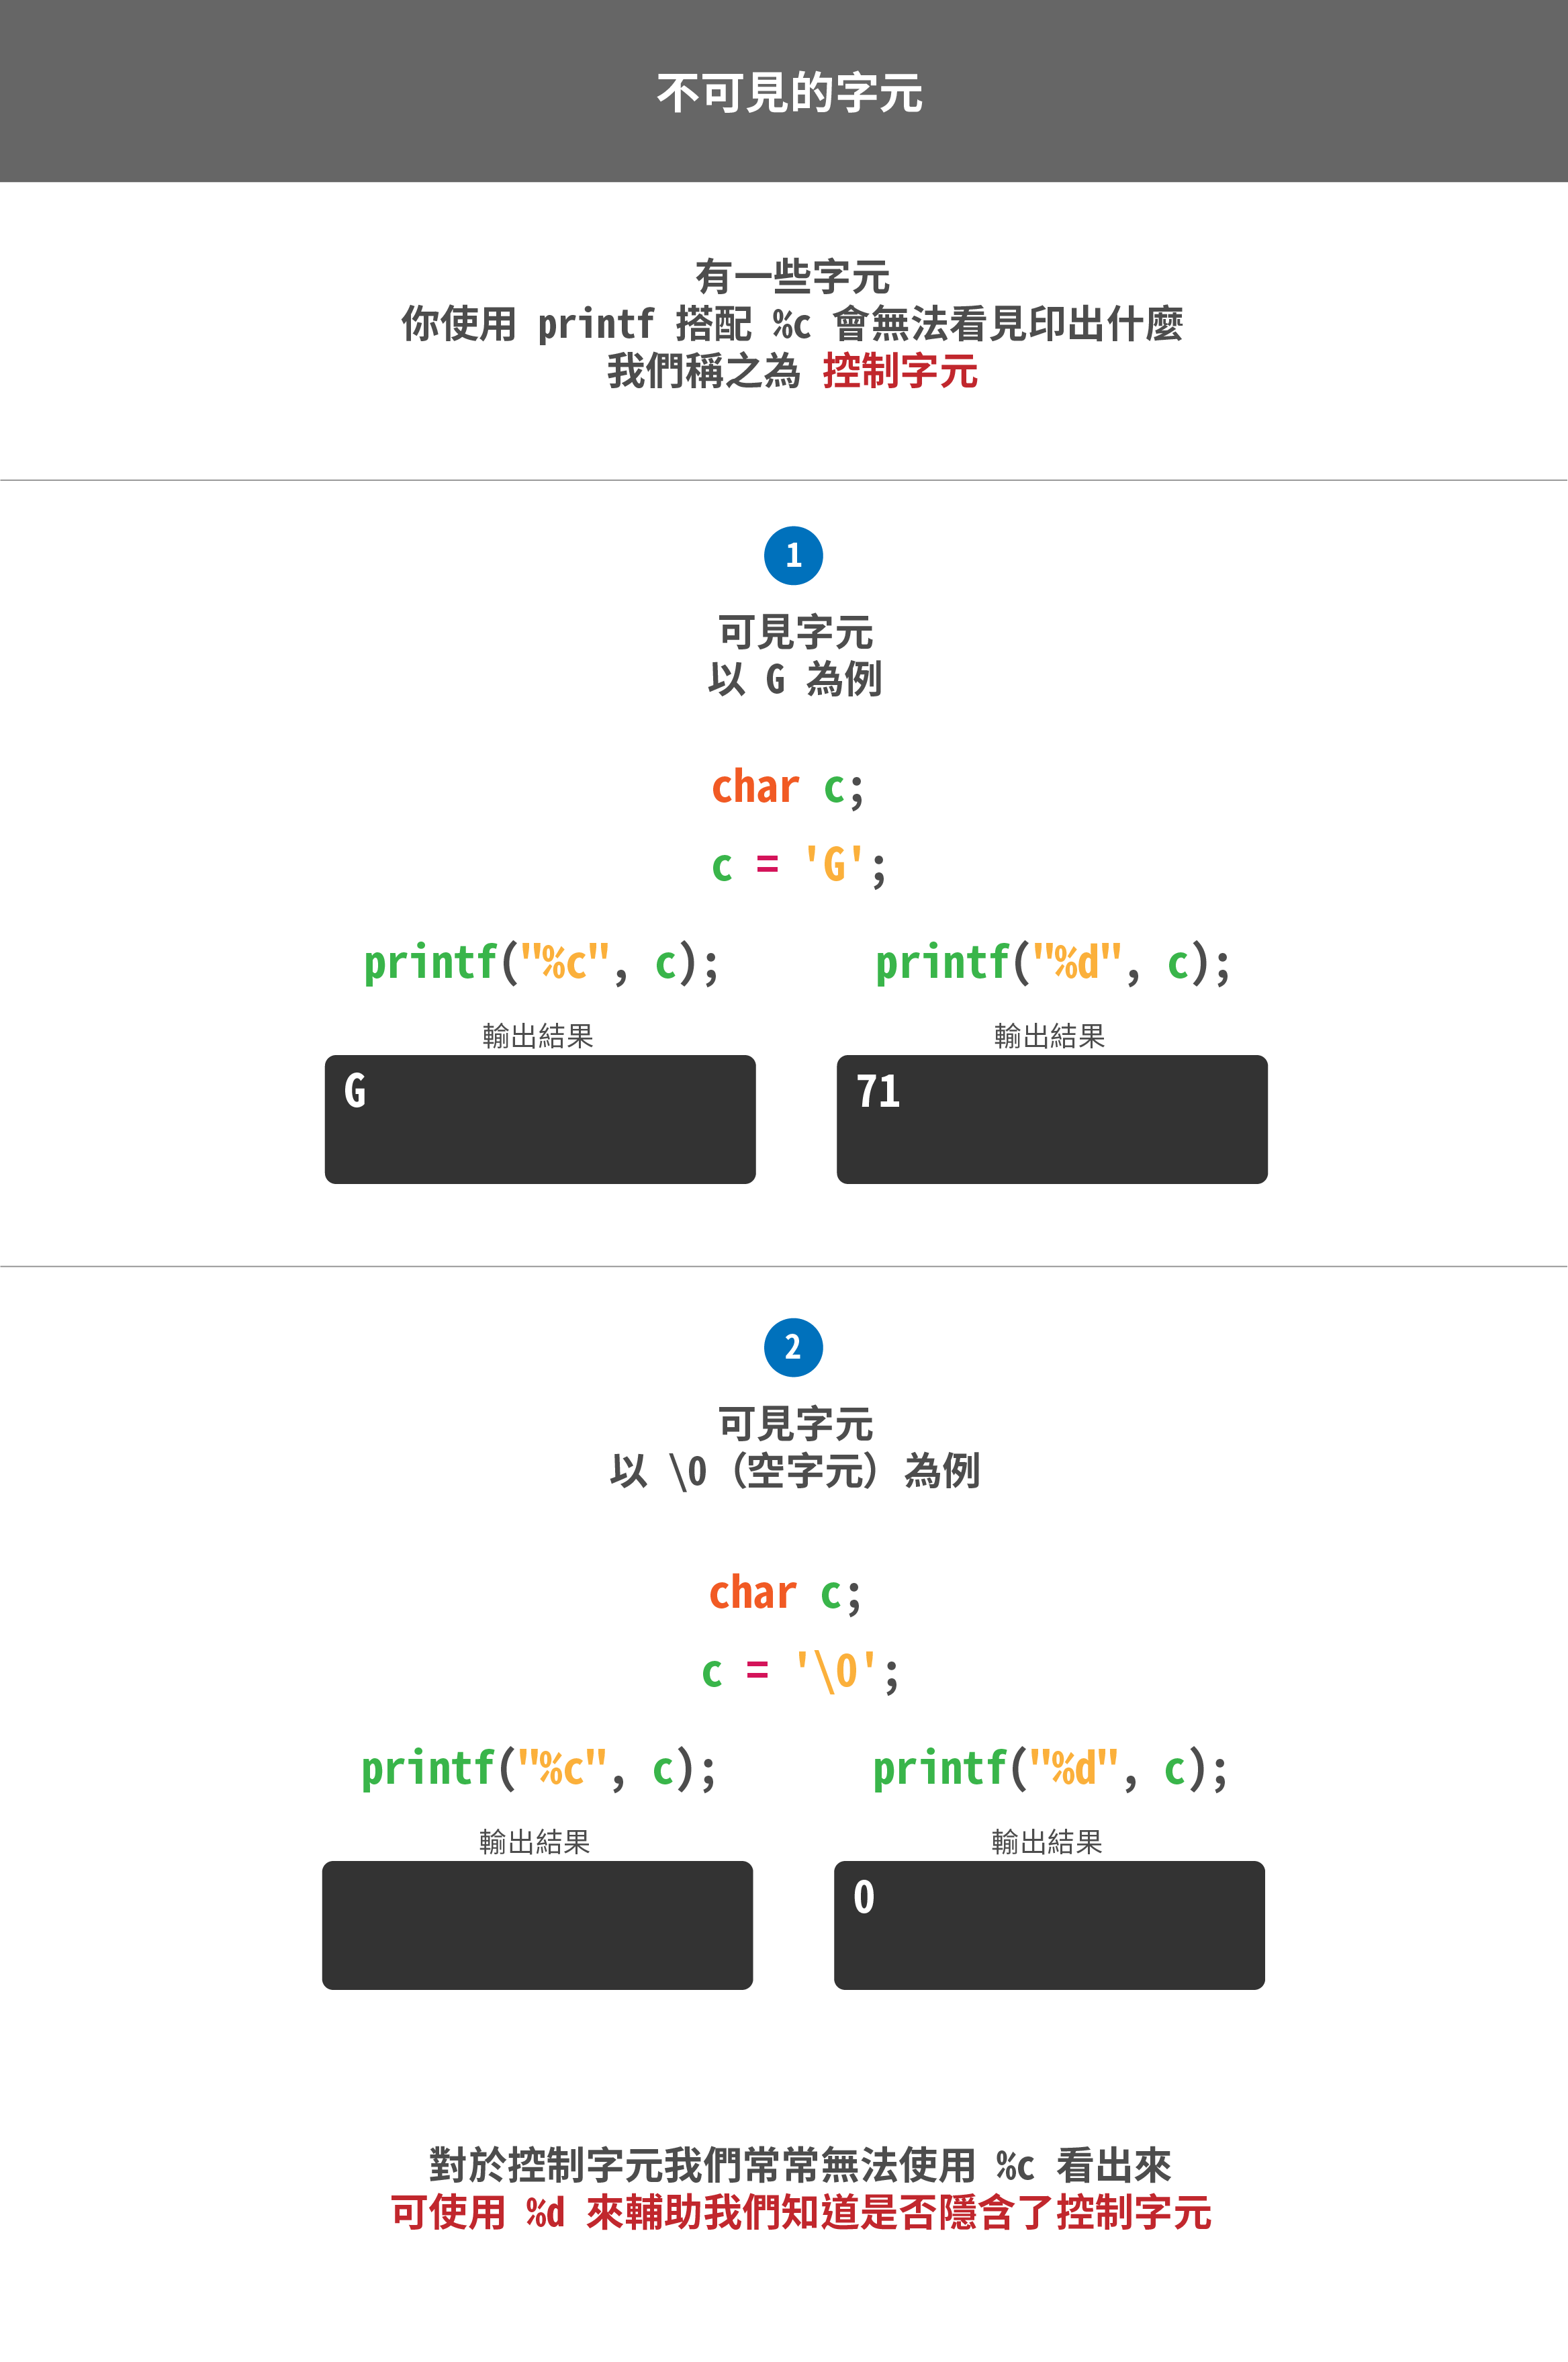 不可見的字元
有一些字元
你使用 printf 搭配 %c 會無法看見印出什麼
我們稱之為 控制字元
1
可見字元
以 G 為例
char c;
c = 'G';
printf("%c", c); printf("%d", c);
輸出結果 輸出結果
G 71
2
可見字元
以 \0（空字元）為例
char c;
c = '\0';
printf("%c", c); printf("%d", c);
輸出結果 輸出結果
0
對於控制字元我們常常無法使用 %c 看出來
可使用 %d 來輔助我們知道是否隱含了控制字元